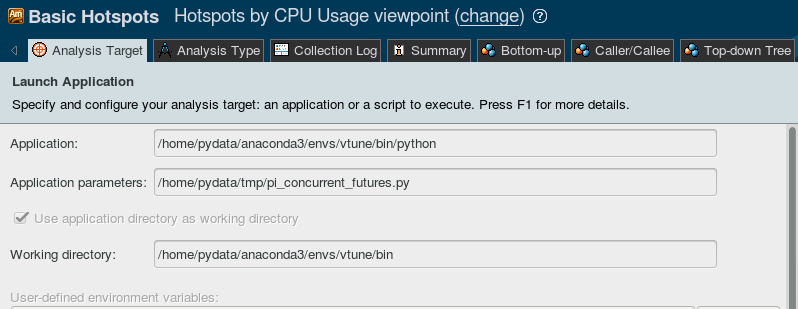 Am Basic Hotspots Hotspots by CPU Usage viewpoint (change) ?
Analysis Target Analysis Type Collection Log Summary Bottom-up Caller/Callee Top-down Tree
Launch Application
Specify and configure your analysis target: an application or a script to execute. Press F1 for more details.
Application: /home/pydata/anaconda3/envs/vtune/bin/python
Application parameters: /home/pydata/tmp/pi_concurrent_futures.py
Use application directory as working directory
Working directory: /home/pydata/anaconda3/envs/vtune/bin
User-defined environment variables: